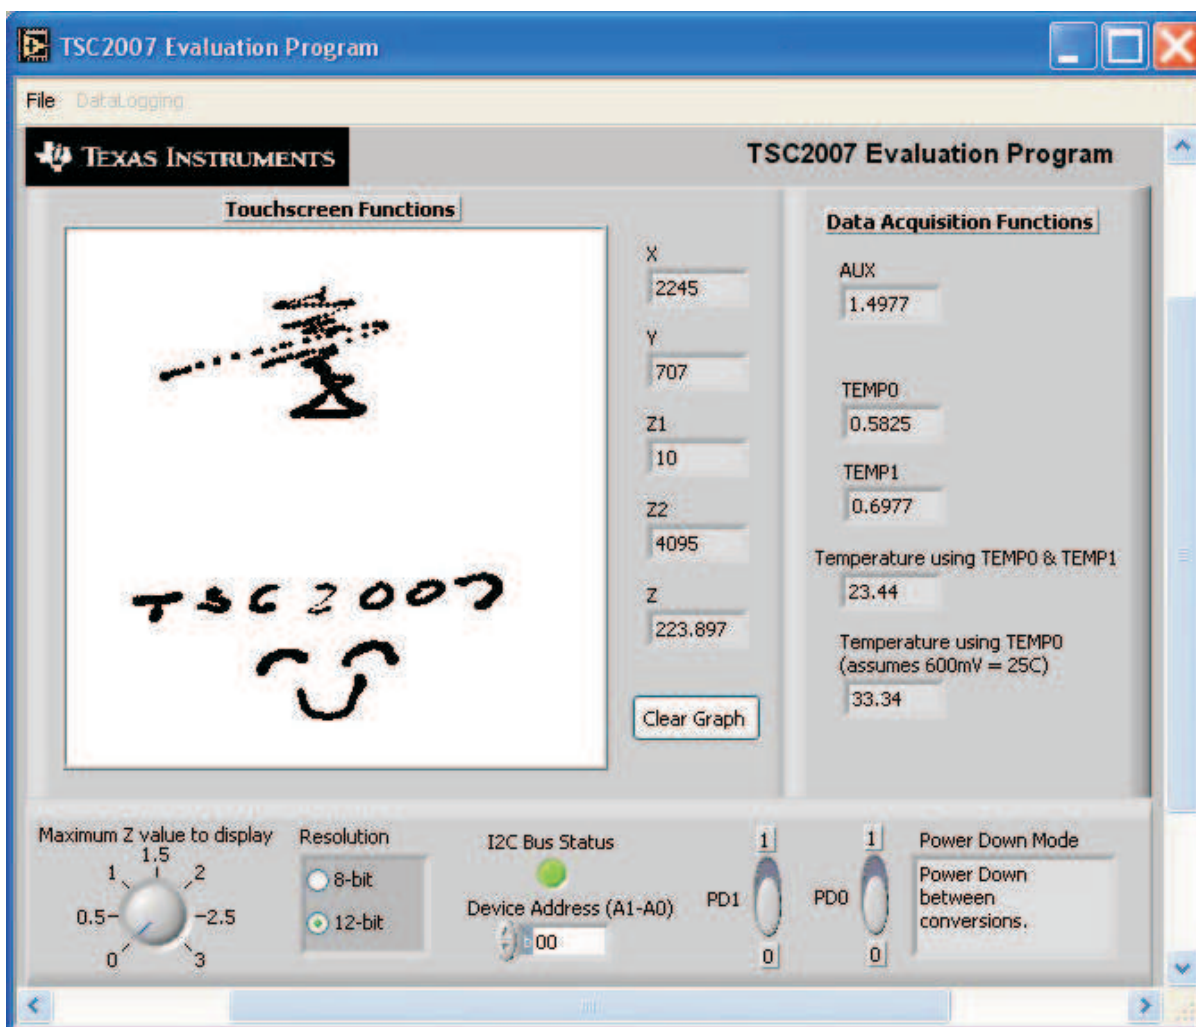 TSC2007 Evaluation Program
File DataLogging
TEXAS INSTRUMENTS
TSC2007 Evaluation Program
Touchscreen Functions
TSC2007
X
2245
Y
707
Z1
10
Z2
4095
Z
223.897
Clear Graph
Data Acquisition Functions
AUX
1.4977
TEMP0
0.5825
TEMP1
0.6977
Temperature using TEMP0 & TEMP1
23.44
Temperature using TEMP0
(assumes 600mV = 25C)
33.34
Maximum Z value to display
0 0.5 1 1.5 2 2.5 3
Resolution
8-bit
12-bit
I2C Bus Status
Device Address (A1-A0)
b 00
PD1
1
0
PD0
1
0
Power Down Mode
Power Down
between
conversions.